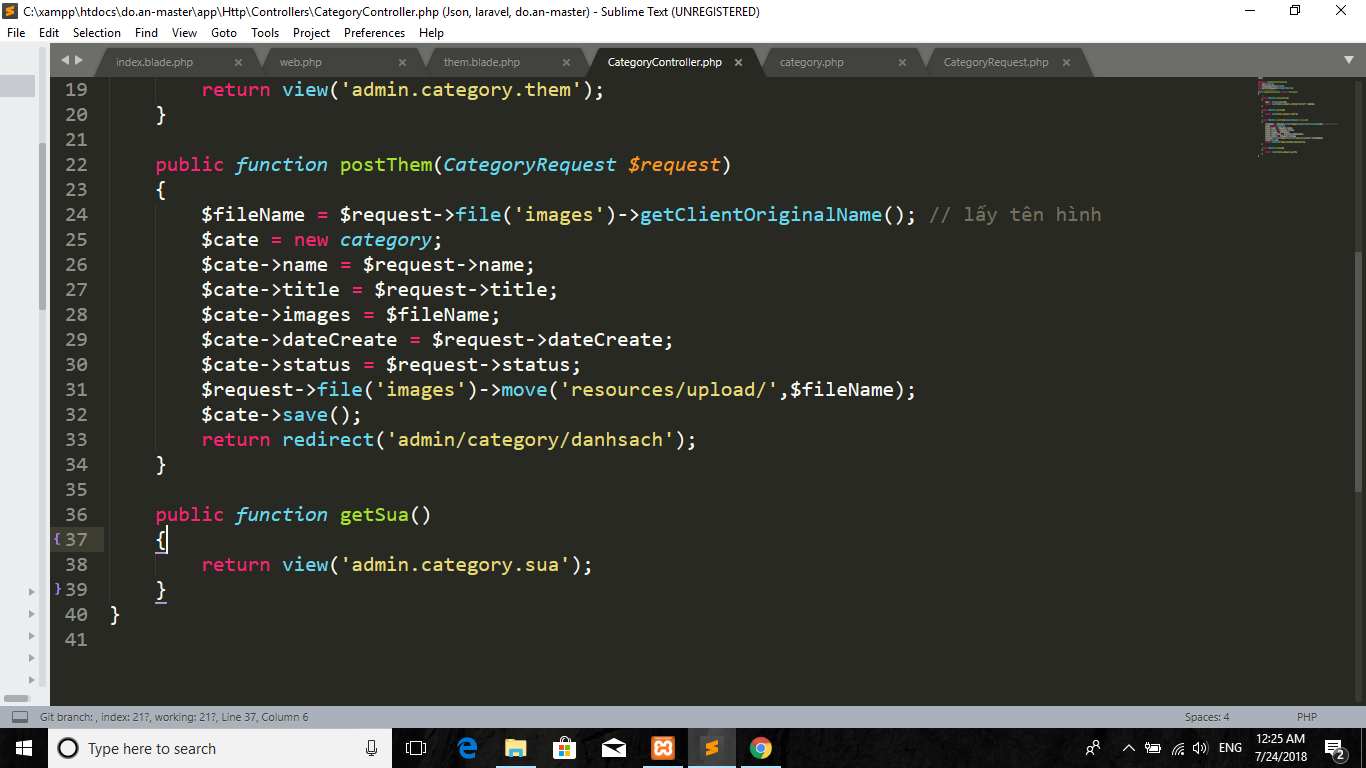 C:\xampp\htdocs\do.an-master\app\Http\Controllers\CategoryController.php (Json, laravel, do.an-master) - Sublime Text (UNREGISTERED)
File Edit Selection Find View Goto Tools Project Preferences Help
index.blade.php web.php them.blade.php CategoryController.php category.php CategoryRequest.php
19 return view('admin.category.them');
20 }
21
22 public function postThem(CategoryRequest $request)
23 {
24 $fileName = $request->file('images')->getClientOriginalName(); // lấy tên hình
25 $cate = new category;
26 $cate->name = $request->name;
27 $cate->title = $request->title;
28 $cate->images = $fileName;
29 $cate->dateCreate = $request->dateCreate;
30 $cate->status = $request->status;
31 $request->file('images')->move('resources/upload/',$fileName);
32 $cate->save();
33 return redirect('admin/category/danhsach');
34 }
35
36 public function getSua()
{ 37 {
38 return view('admin.category.sua');
} 39 }
40 }
41
Git branch: , index: 21?, working: 21?, Line 37, Column 6 Spaces: 4 PHP
Type here to search ENG 12:25 AM
7/24/2018 2